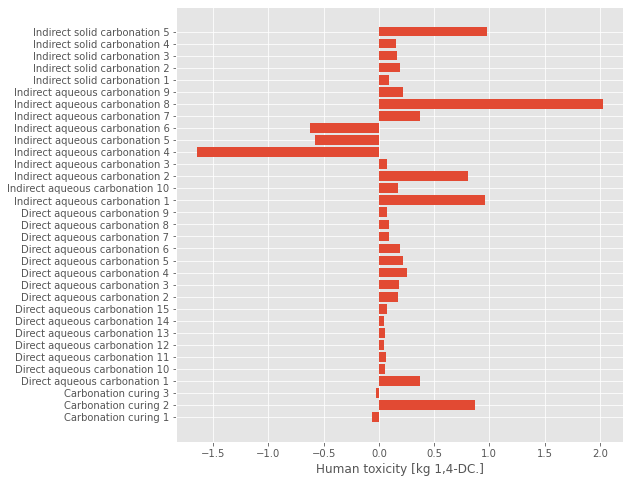 Indirect solid carbonation 5
Indirect solid carbonation 4
Indirect solid carbonation 3
Indirect solid carbonation 2
Indirect solid carbonation 1
Indirect aqueous carbonation 9
Indirect aqueous carbonation 8
Indirect aqueous carbonation 7
Indirect aqueous carbonation 6
Indirect aqueous carbonation 5
Indirect aqueous carbonation 4
Indirect aqueous carbonation 3
Indirect aqueous carbonation 2
Indirect aqueous carbonation 10
Indirect aqueous carbonation 1
Direct aqueous carbonation 9
Direct aqueous carbonation 8
Direct aqueous carbonation 7
Direct aqueous carbonation 6
Direct aqueous carbonation 5
Direct aqueous carbonation 4
Direct aqueous carbonation 3
Direct aqueous carbonation 2
Direct aqueous carbonation 15
Direct aqueous carbonation 14
Direct aqueous carbonation 13
Direct aqueous carbonation 12
Direct aqueous carbonation 11
Direct aqueous carbonation 10
Direct aqueous carbonation 1
Carbonation curing 3
Carbonation curing 2
Carbonation curing 1
−1.5 −1.0 −0.5 0.0 0.5 1.0 1.5 2.0
Human toxicity [kg 1,4-DC.]